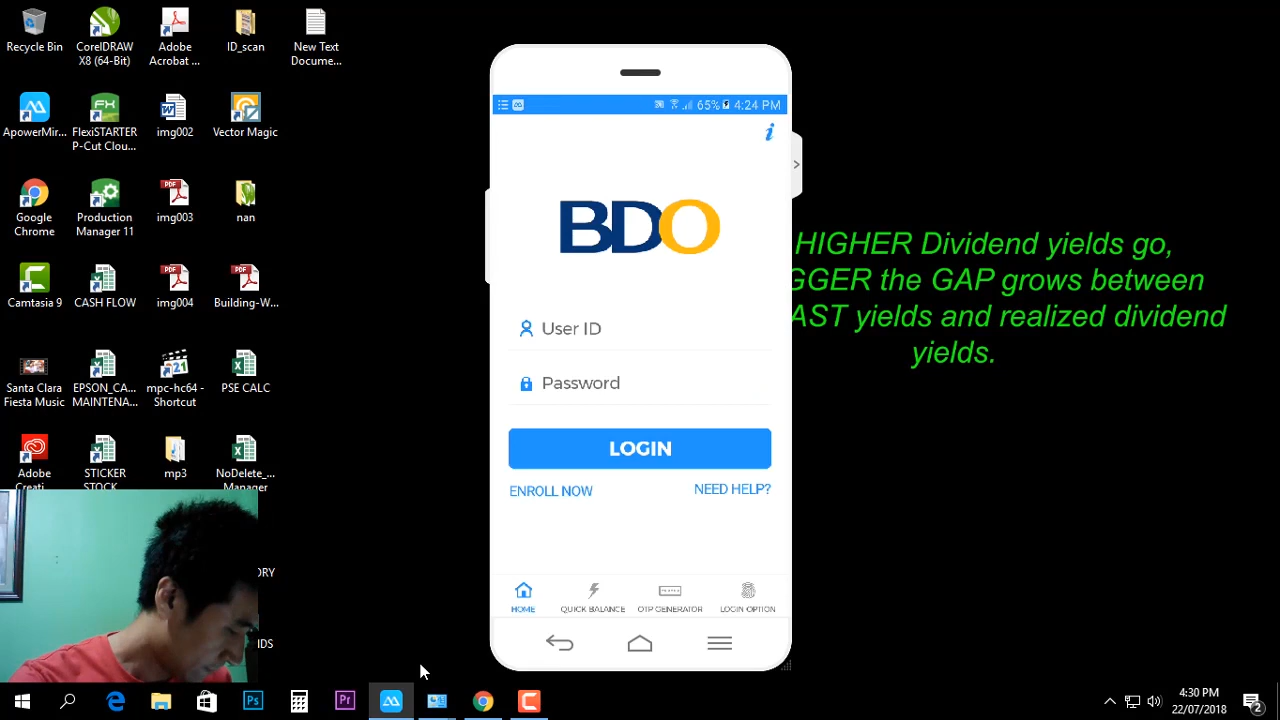 Recycle Bin
CorelDRAW
X8 (64-Bit)
Adobe
Acrobat ...
ID_scan
New Text
Docume...
ApowerMir...
FlexiSTARTER
P-Cut Clou...
img002
Vector Magic
Google
Chrome
Production
Manager 11
img003
nan
Camtasia 9
CASH FLOW
img004
Building-W...
Santa Clara
Fiesta Music
EPSON_CA...
MAINTENA...
mpc-hc64 -
Shortcut
PSE CALC
Adobe
Creati...
STICKER
STOCK
mp3
NoDelete_...
Manager
65% 4:24 PM
i
BDO
User ID
Password
LOGIN
ENROLL NOW
NEED HELP?
HOME
QUICK BALANCE
OTP GENERATOR
LOGIN OPTION
HIGHER Dividend yields go,
GGER the GAP grows between
AST yields and realized dividend
yields.
4:30 PM
22/07/2018
2